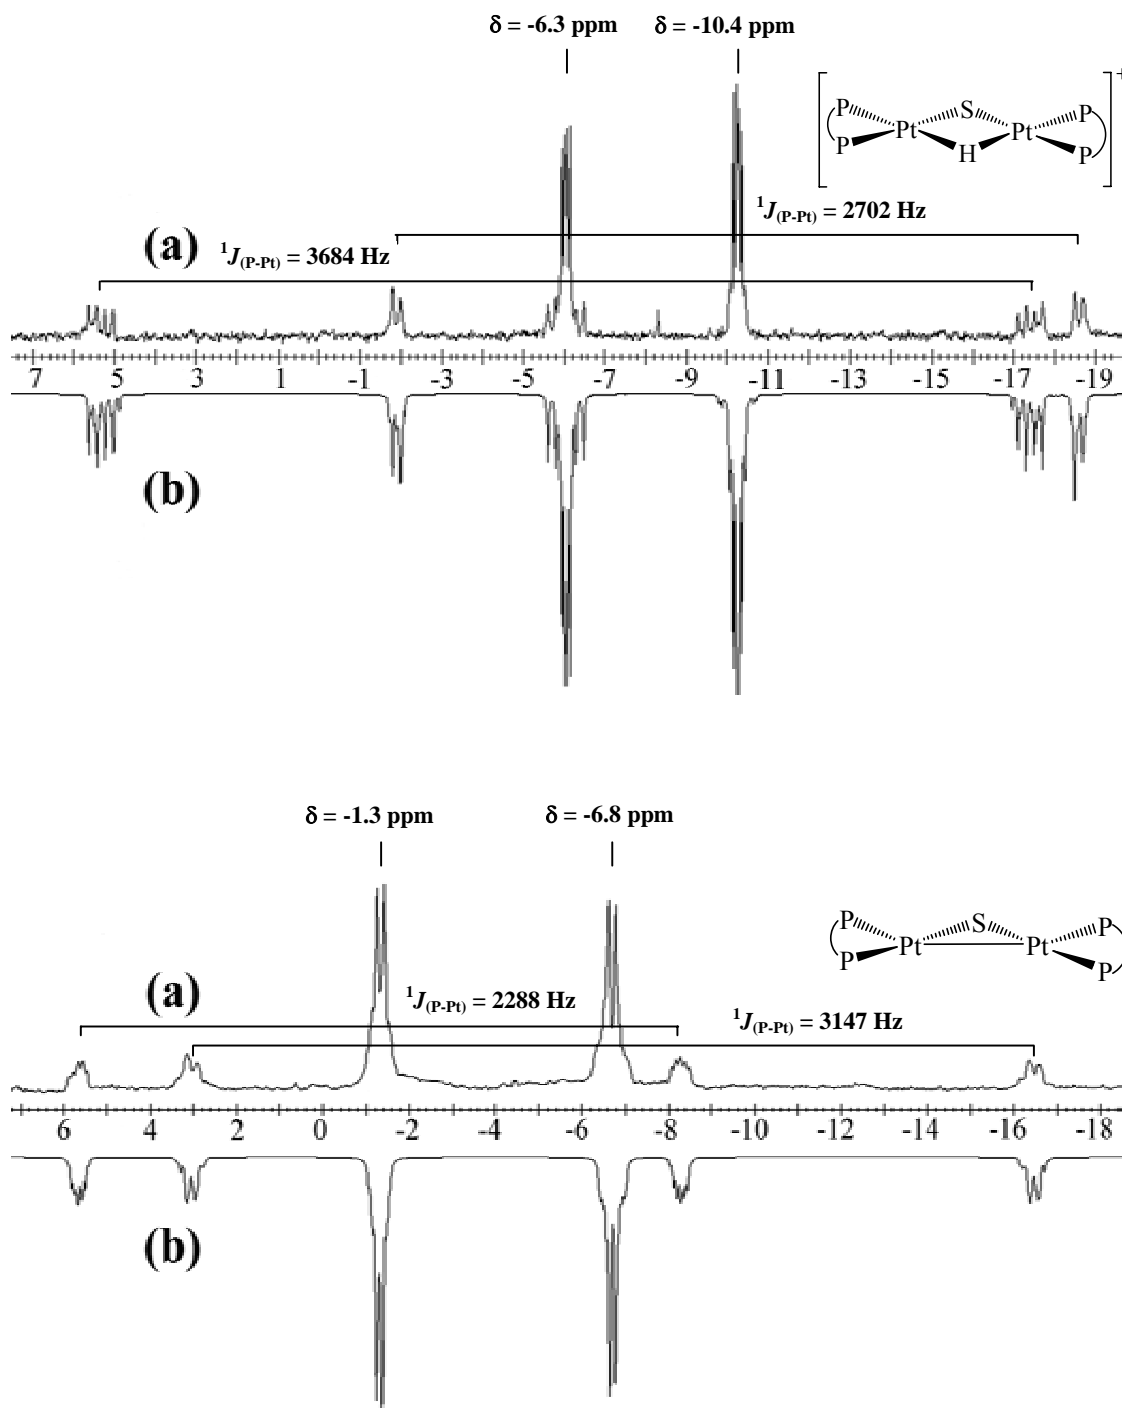 δ = -6.3 ppm δ = -10.4 ppm
+
P S P
Pt Pt
P H P
¹J(P-Pt) = 2702 Hz
(a) ¹J(P-Pt) = 3684 Hz
7 5 3 1 -1 -3 -5 -7 -9 -11 -13 -15 -17 -19
(b)
δ = -1.3 ppm δ = -6.8 ppm
P S P
Pt Pt
P P
(a) ¹J(P-Pt) = 2288 Hz
¹J(P-Pt) = 3147 Hz
6 4 2 0 -2 -4 -6 -8 -10 -12 -14 -16 -18
(b)